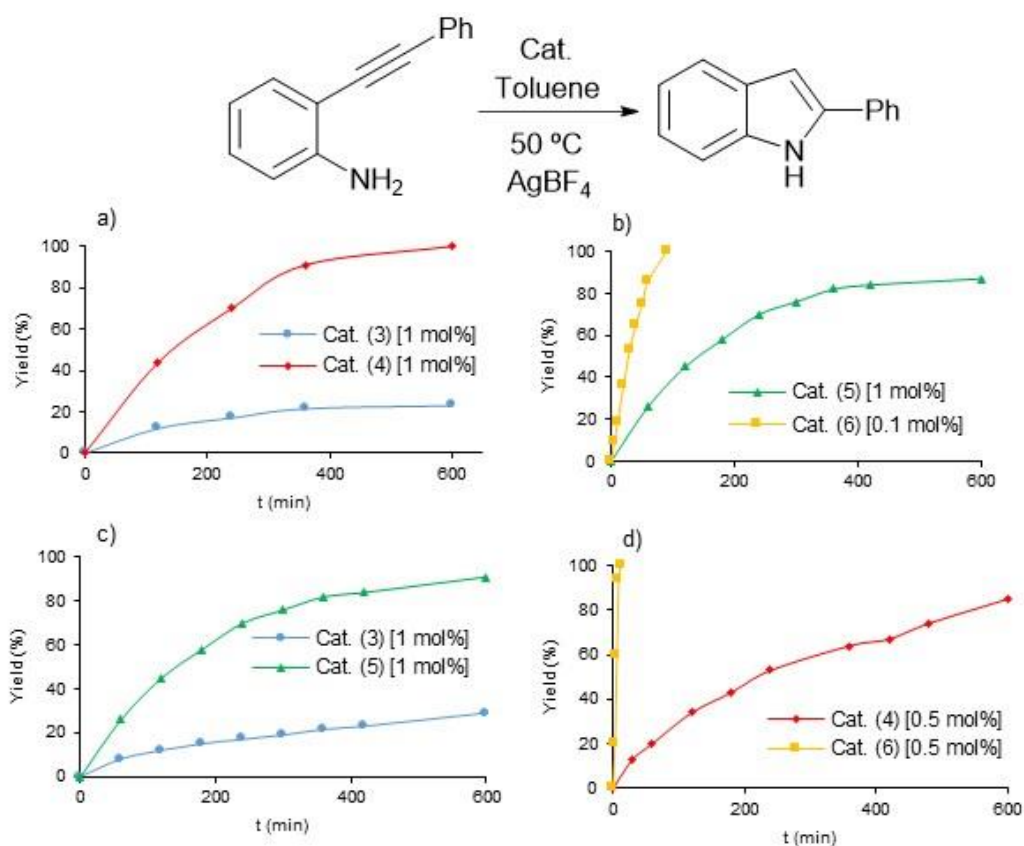 Ph
Cat.
Toluene
50 ºC
AgBF4
NH2
N
H
Ph
a)
100
80
60
40
20
0
Yield (%)
0 200 400 600
t (min)
Cat. (3) [1 mol%]
Cat. (4) [1 mol%]
b)
100
80
60
40
20
0
Yield (%)
0 200 400 600
t (min)
Cat. (5) [1 mol%]
Cat. (6) [0.1 mol%]
c)
100
80
60
40
20
0
Yield (%)
0 200 400 600
t (min)
Cat. (3) [1 mol%]
Cat. (5) [1 mol%]
d)
100
80
60
40
20
0
Yield (%)
0 200 400 600
t (min)
Cat. (4) [0.5 mol%]
Cat. (6) [0.5 mol%]